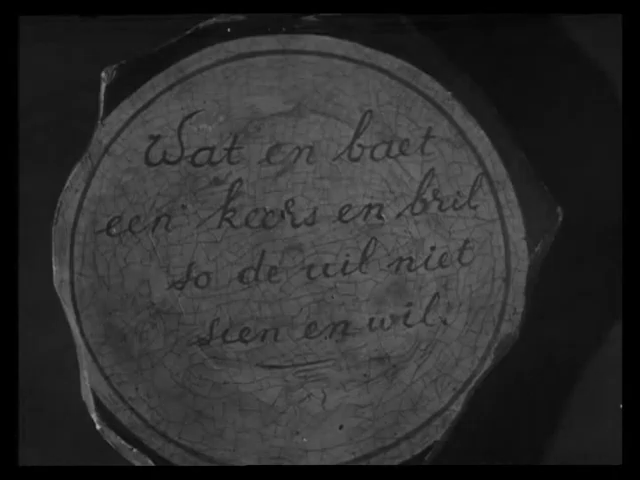 Wat en baet
een keers en bril
so de uil niet
sien en wil.